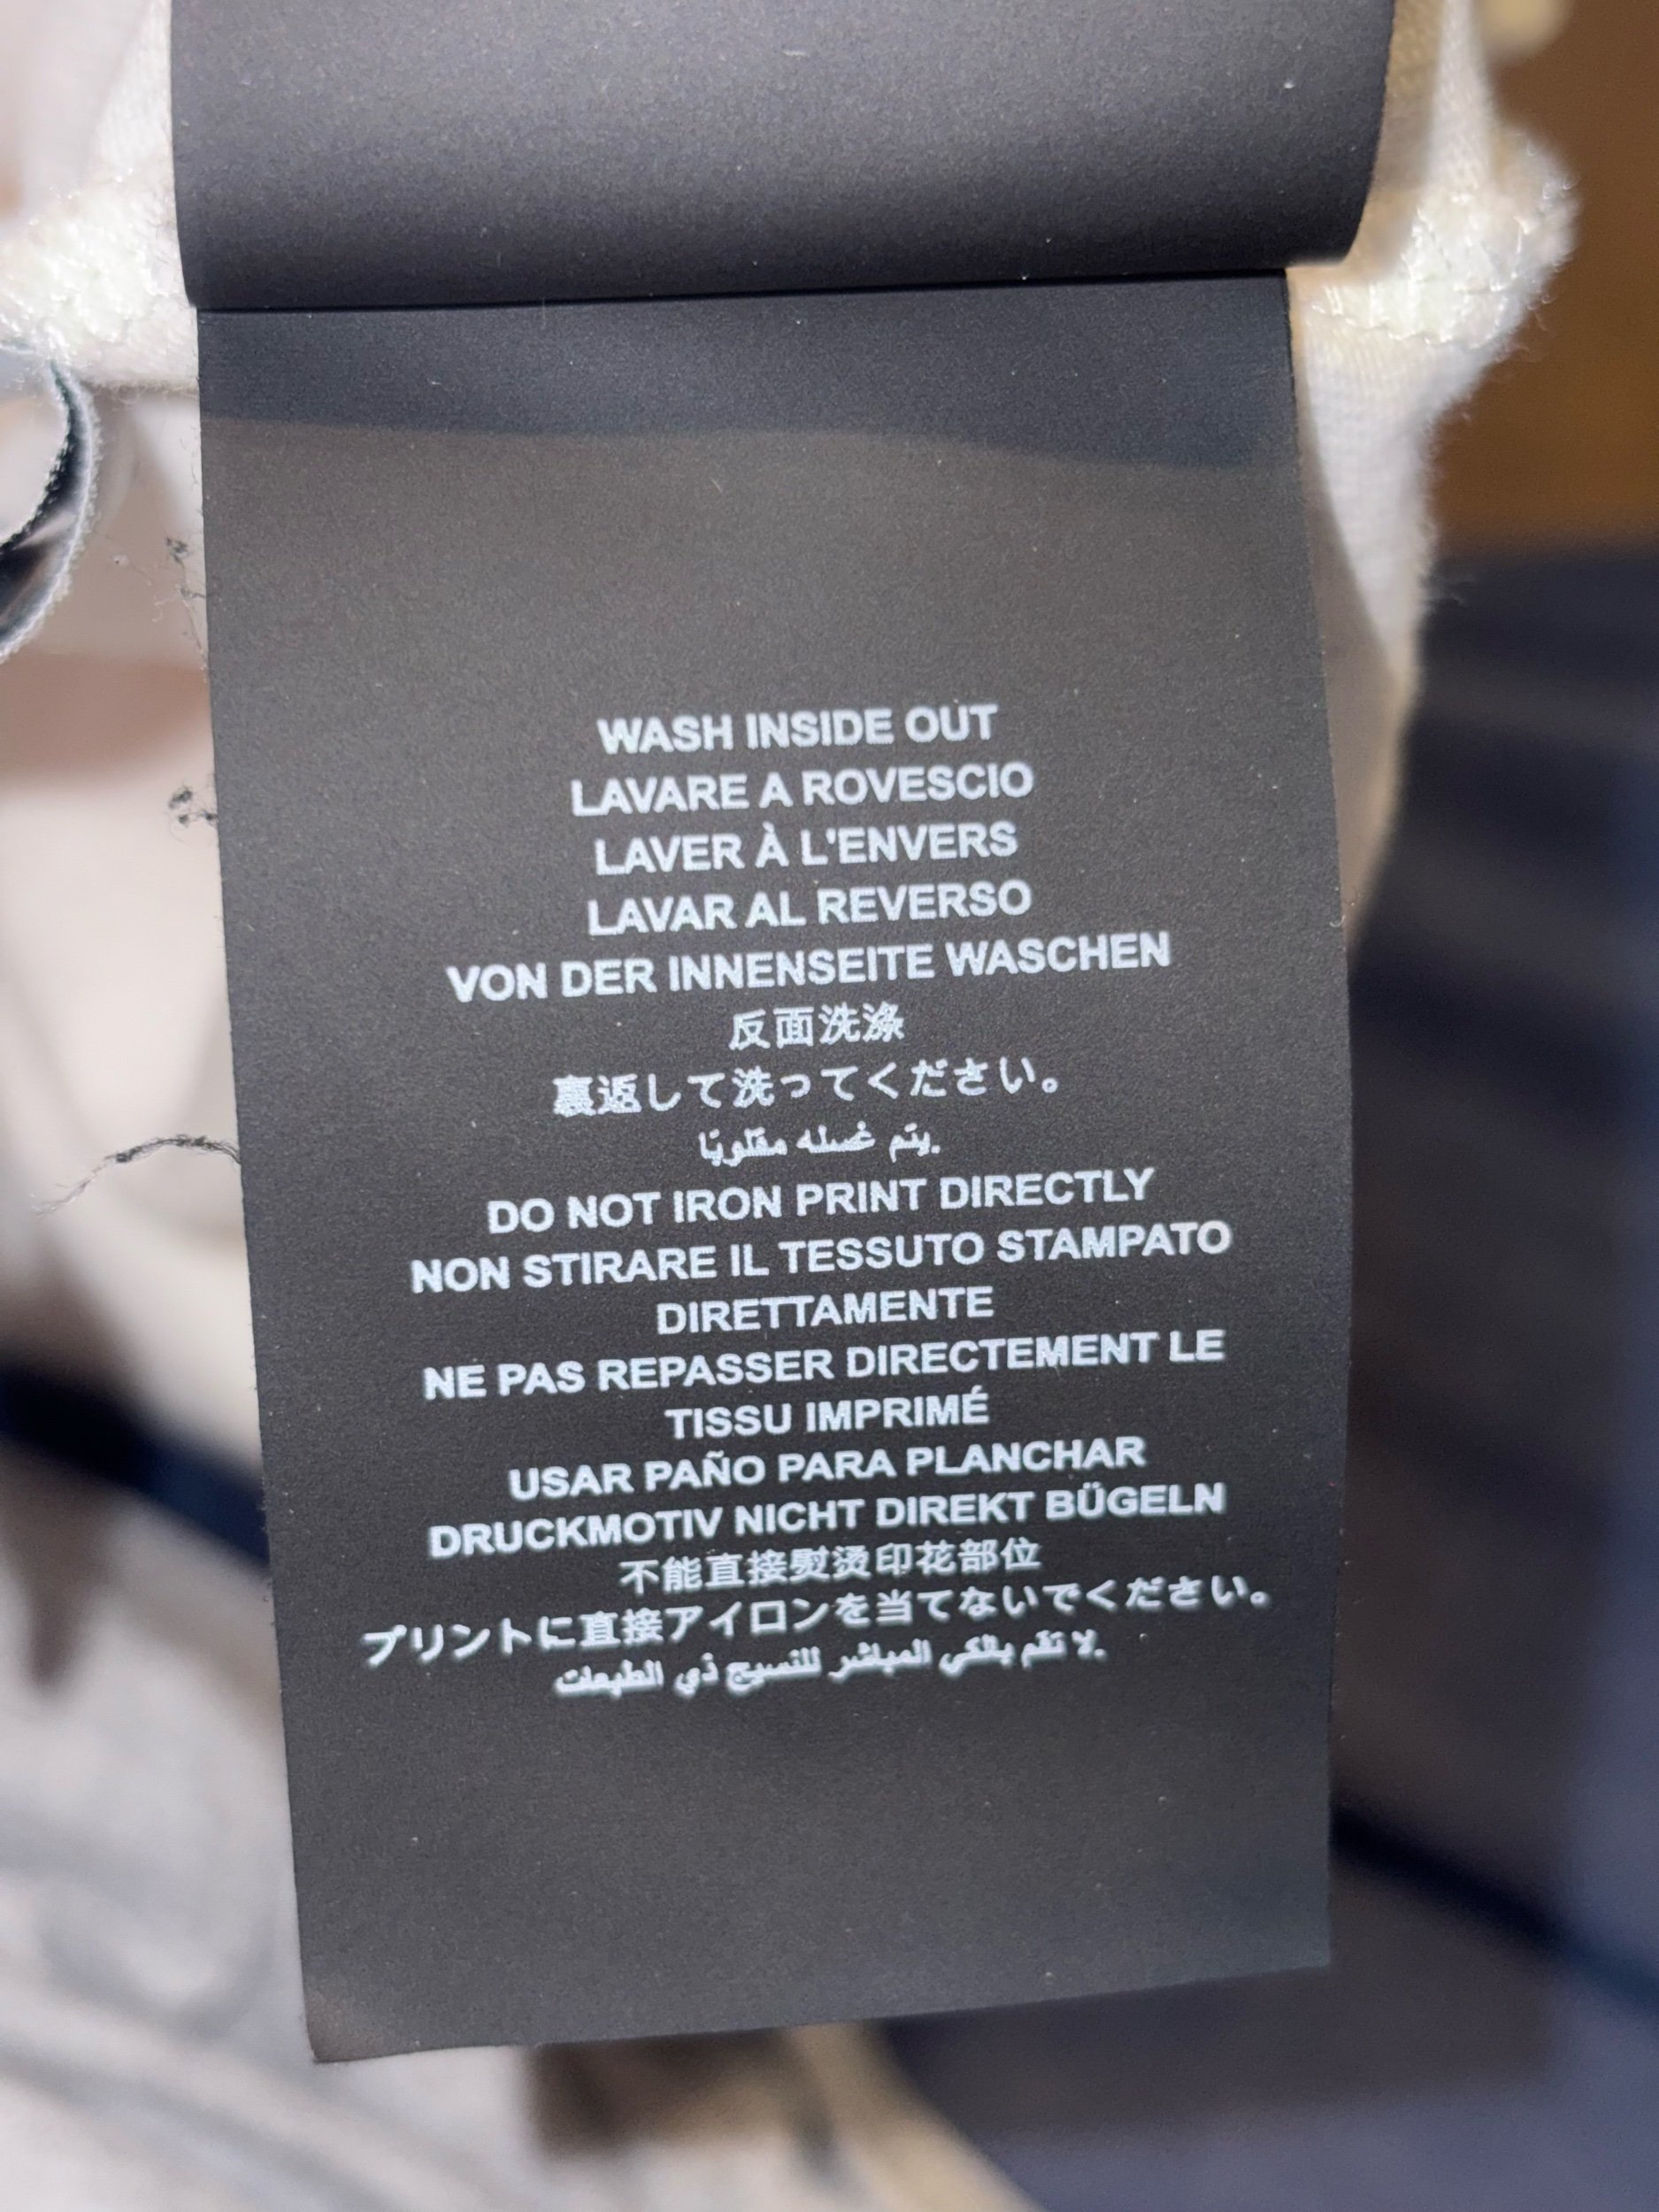 WASH INSIDE OUT
LAVARE A ROVESCIO
LAVER À L'ENVERS
LAVAR AL REVERSO
VON DER INNENSEITE WASCHEN
反面洗涤
裏返して洗ってください。
يتم غسله مقلوبًا.
DO NOT IRON PRINT DIRECTLY
NON STIRARE IL TESSUTO STAMPATO
DIRETTAMENTE
NE PAS REPASSER DIRECTEMENT LE
TISSU IMPRIMÉ
USAR PAÑO PARA PLANCHAR
DRUCKMOTIV NICHT DIREKT BÜGELN
不能直接熨烫印花部位
プリントに直接アイロンを当てないでください。
لا تقم بالكي المباشر للنسيج ذي الطبعات.